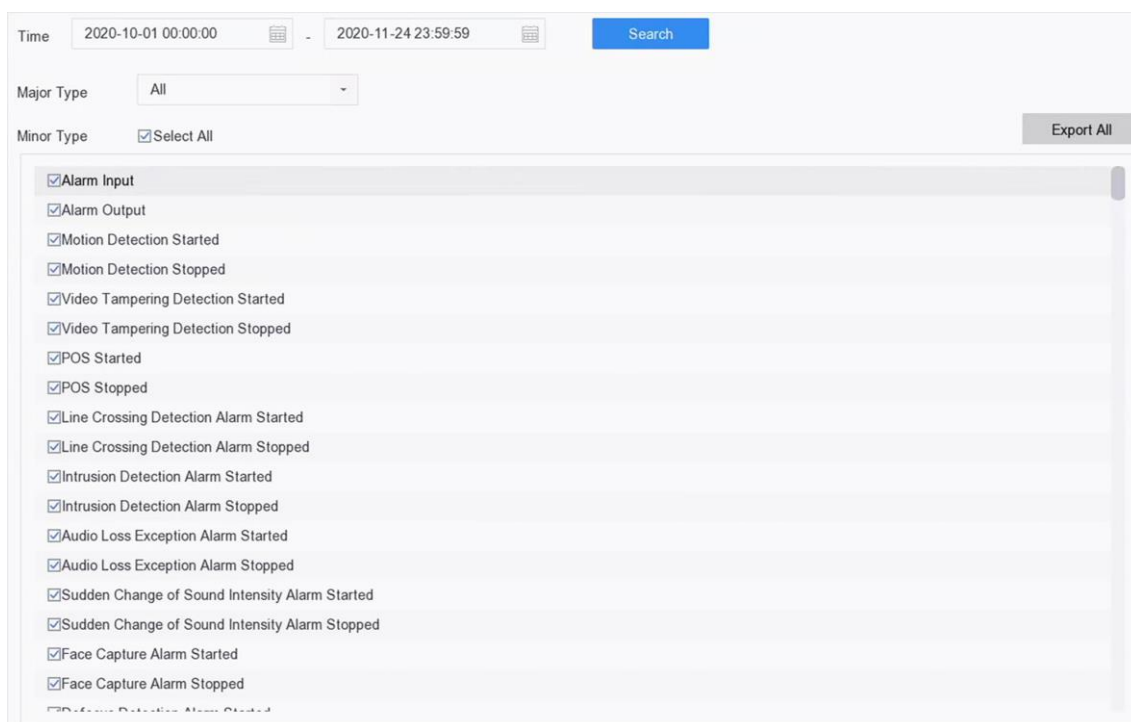 Time 2020-10-01 00:00:00 - 2020-11-24 23:59:59 Search
Major Type All
Minor Type Select All Export All
Alarm Input
Alarm Output
Motion Detection Started
Motion Detection Stopped
Video Tampering Detection Started
Video Tampering Detection Stopped
POS Started
POS Stopped
Line Crossing Detection Alarm Started
Line Crossing Detection Alarm Stopped
Intrusion Detection Alarm Started
Intrusion Detection Alarm Stopped
Audio Loss Exception Alarm Started
Audio Loss Exception Alarm Stopped
Sudden Change of Sound Intensity Alarm Started
Sudden Change of Sound Intensity Alarm Stopped
Face Capture Alarm Started
Face Capture Alarm Stopped
Defocus Detection Alarm Started